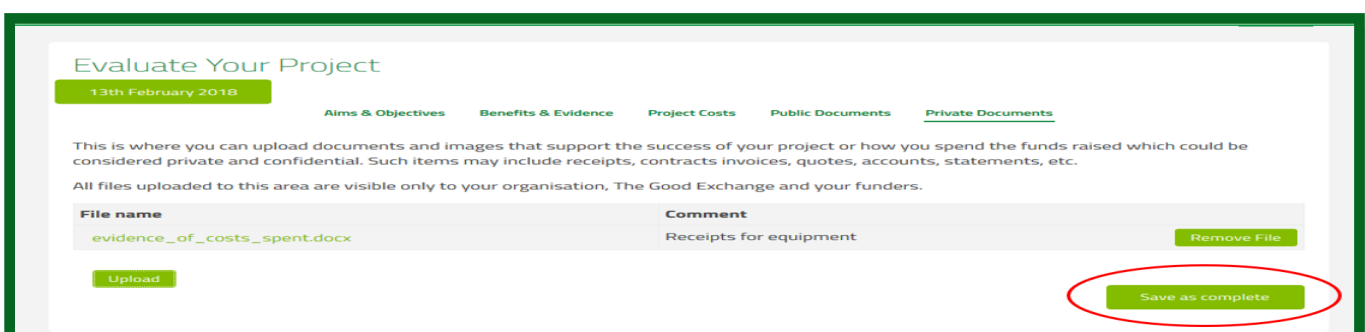 Evaluate Your Project
13th February 2018
Aims & Objectives Benefits & Evidence Project Costs Public Documents Private Documents
This is where you can upload documents and images that support the success of your project or how you spend the funds raised which could be
considered private and confidential. Such items may include receipts, contracts invoices, quotes, accounts, statements, etc.
All files uploaded to this area are visible only to your organisation, The Good Exchange and your funders.
File name Comment
evidence_of_costs_spent.docx Receipts for equipment Remove File
Upload
Save as complete